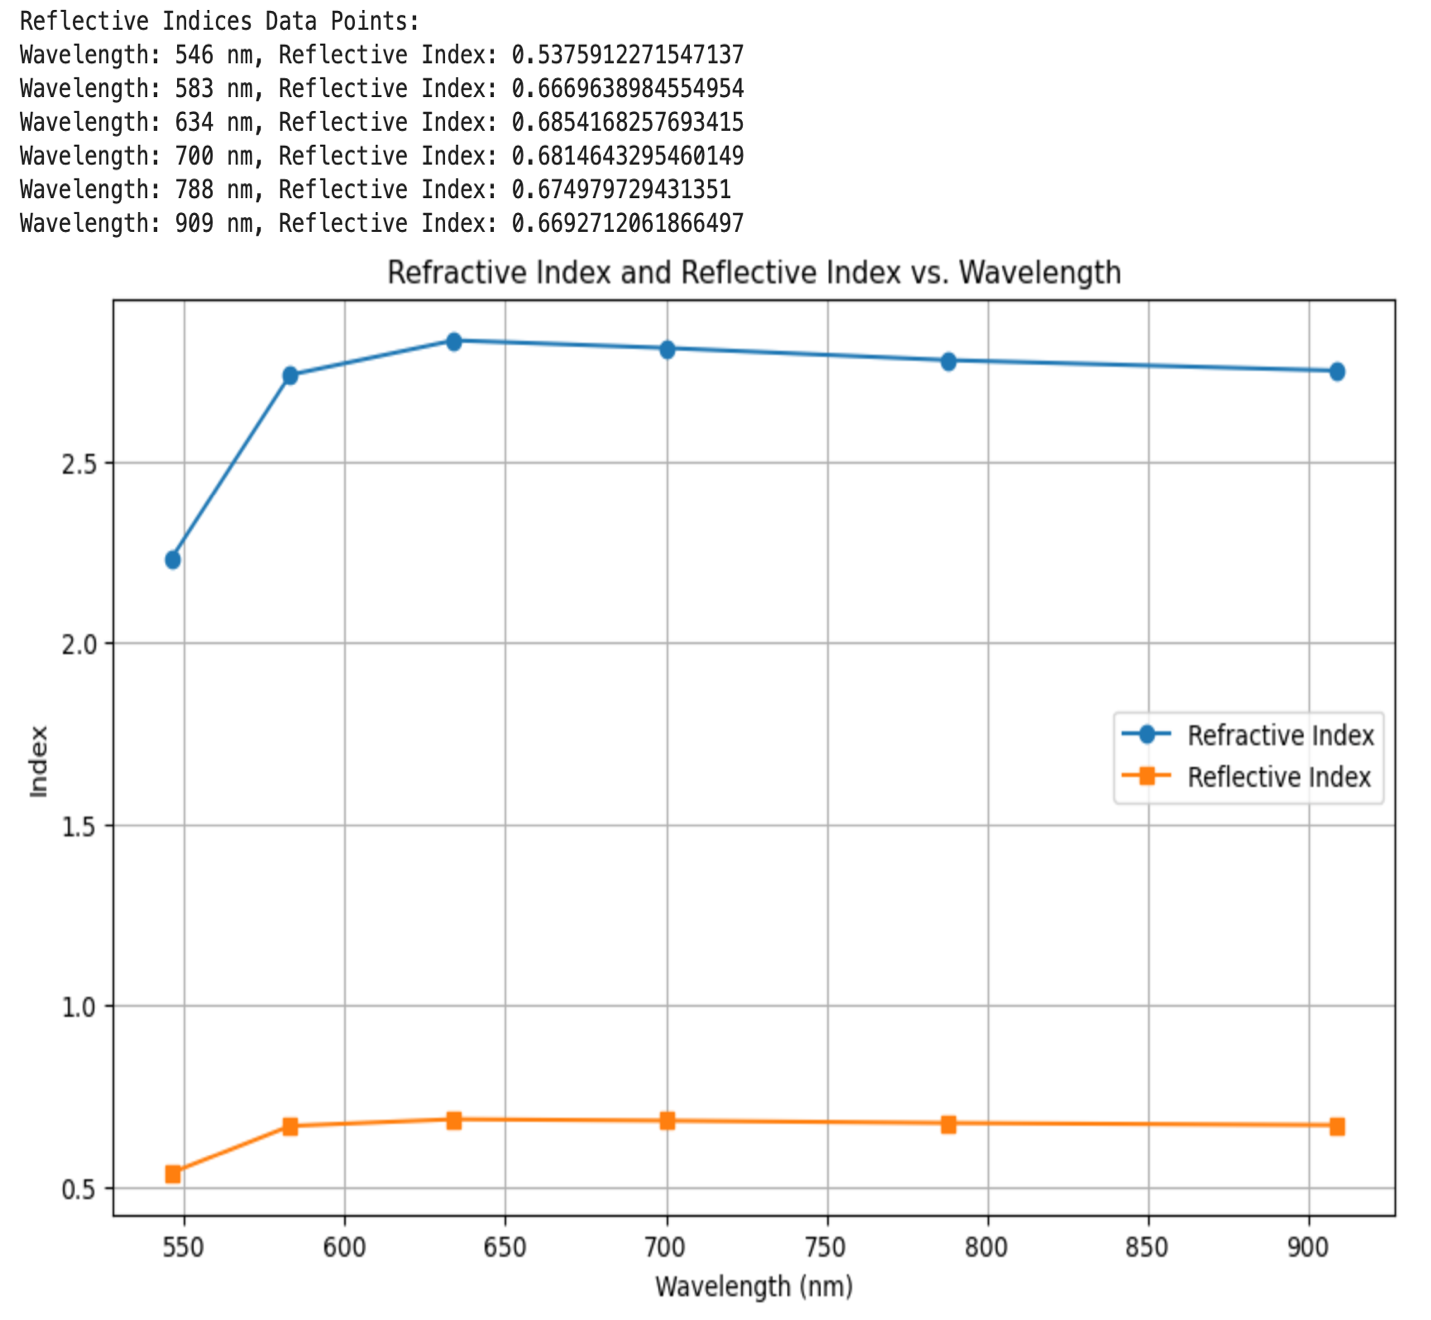 Reflective Indices Data Points:
Wavelength: 546 nm, Reflective Index: 0.5375912271547137
Wavelength: 583 nm, Reflective Index: 0.6669638984554954
Wavelength: 634 nm, Reflective Index: 0.6854168257693415
Wavelength: 700 nm, Reflective Index: 0.6814643295460149
Wavelength: 788 nm, Reflective Index: 0.674979729431351
Wavelength: 909 nm, Reflective Index: 0.6692712061866497
Refractive Index and Reflective Index vs. Wavelength
2.5
2.0
1.5
1.0
0.5
Index
Refractive Index
Reflective Index
550 600 650 700 750 800 850 900
Wavelength (nm)